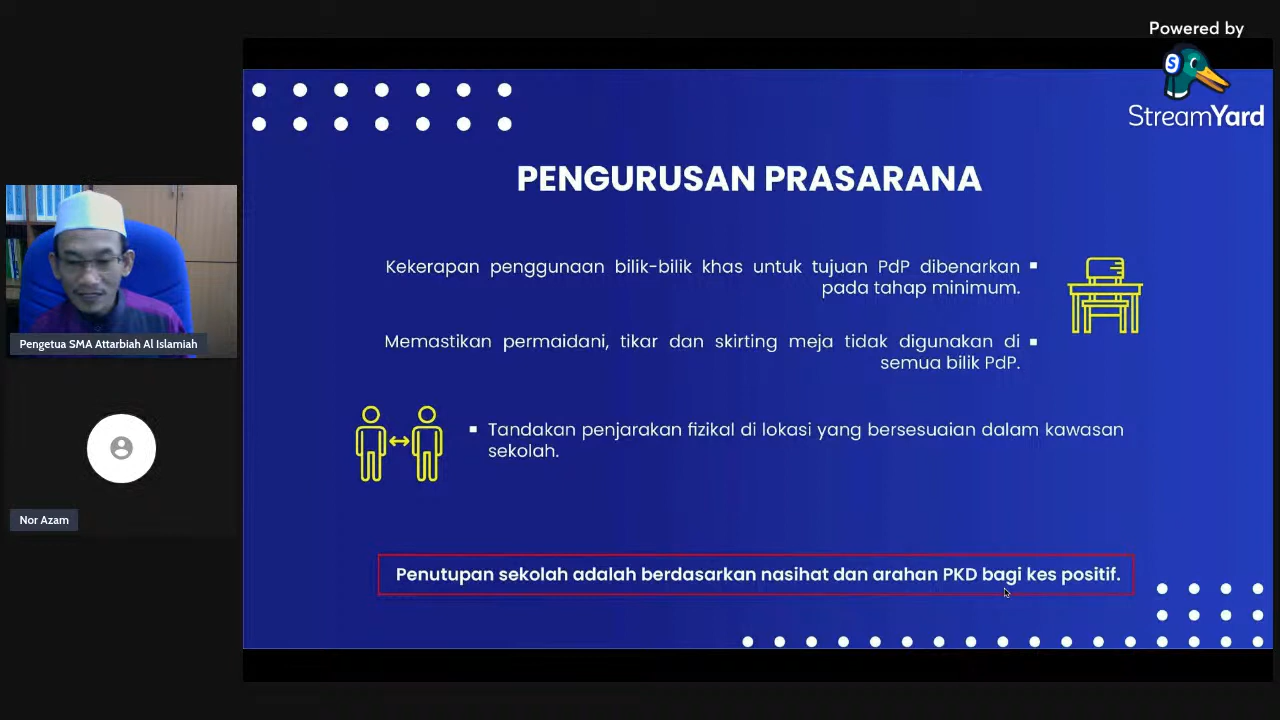 Powered by
StreamYard
PENGURUSAN PRASARANA
Kekerapan penggunaan bilik-bilik khas untuk tujuan PdP dibenarkan
pada tahap minimum.
Memastikan permaidani, tikar dan skirting meja tidak digunakan di
semua bilik PdP.
Tandakan penjarakan fizikal di lokasi yang bersesuaian dalam kawasan
sekolah.
Penutupan sekolah adalah berdasarkan nasihat dan arahan PKD bagi kes positif.
Pengetua SMA Attarbiah Al Islamiah
Nor Azam